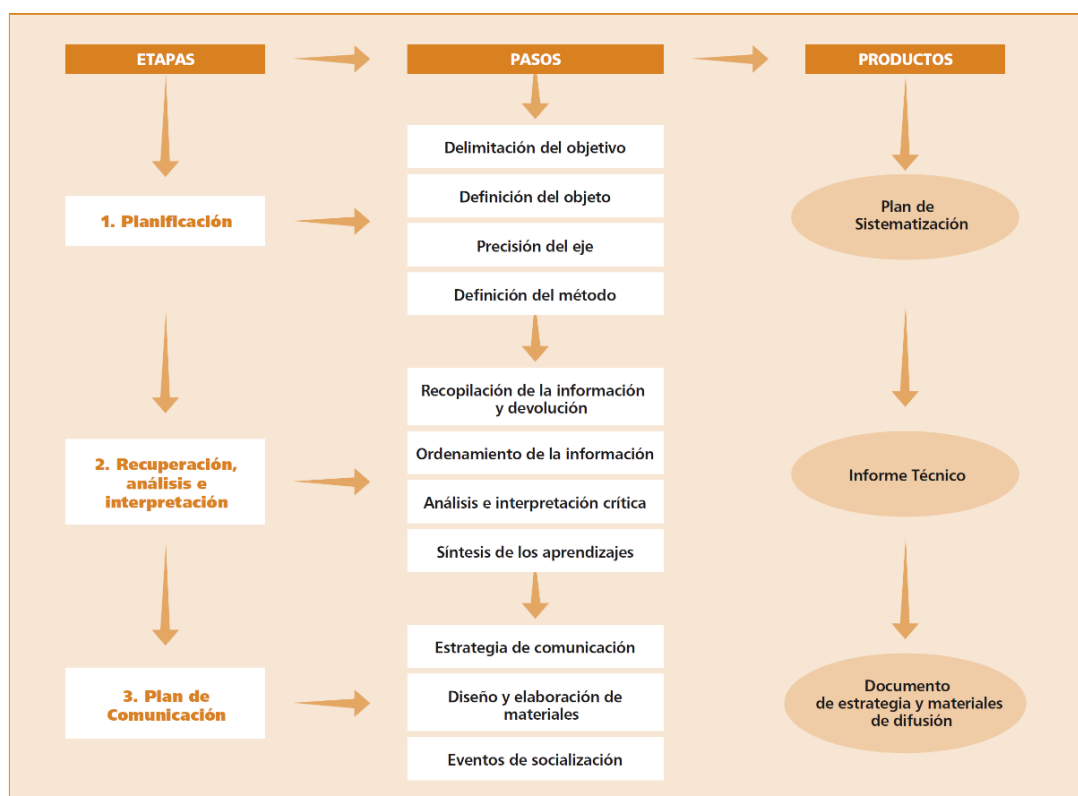 ETAPAS
PASOS
PRODUCTOS
Delimitación del objetivo
1. Planificación
Definición del objeto
Precisión del eje
Definición del método
Plan de
Sistematización
2. Recuperación,
análisis e
interpretación
Recopilación de la información
y devolución
Ordenamiento de la información
Análisis e interpretación crítica
Síntesis de los aprendizajes
Informe Técnico
3. Plan de
Comunicación
Estrategia de comunicación
Diseño y elaboración de
materiales
Eventos de socialización
Documento
de estrategia y materiales
de difusión